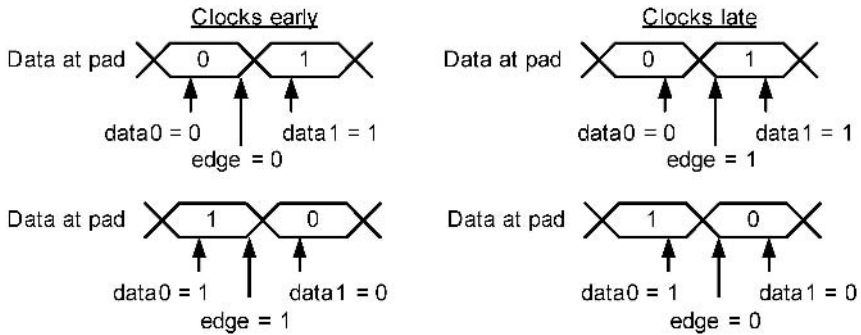 Clocks early
Clocks late
Data at pad 0 1
Data at pad 0 1
data0 = 0 data1 = 1
data0 = 0 data1 = 1
edge = 0
edge = 1
Data at pad 1 0
Data at pad 1 0
data0 = 1 data1 = 0
data0 = 1 data1 = 0
edge = 1
edge = 0